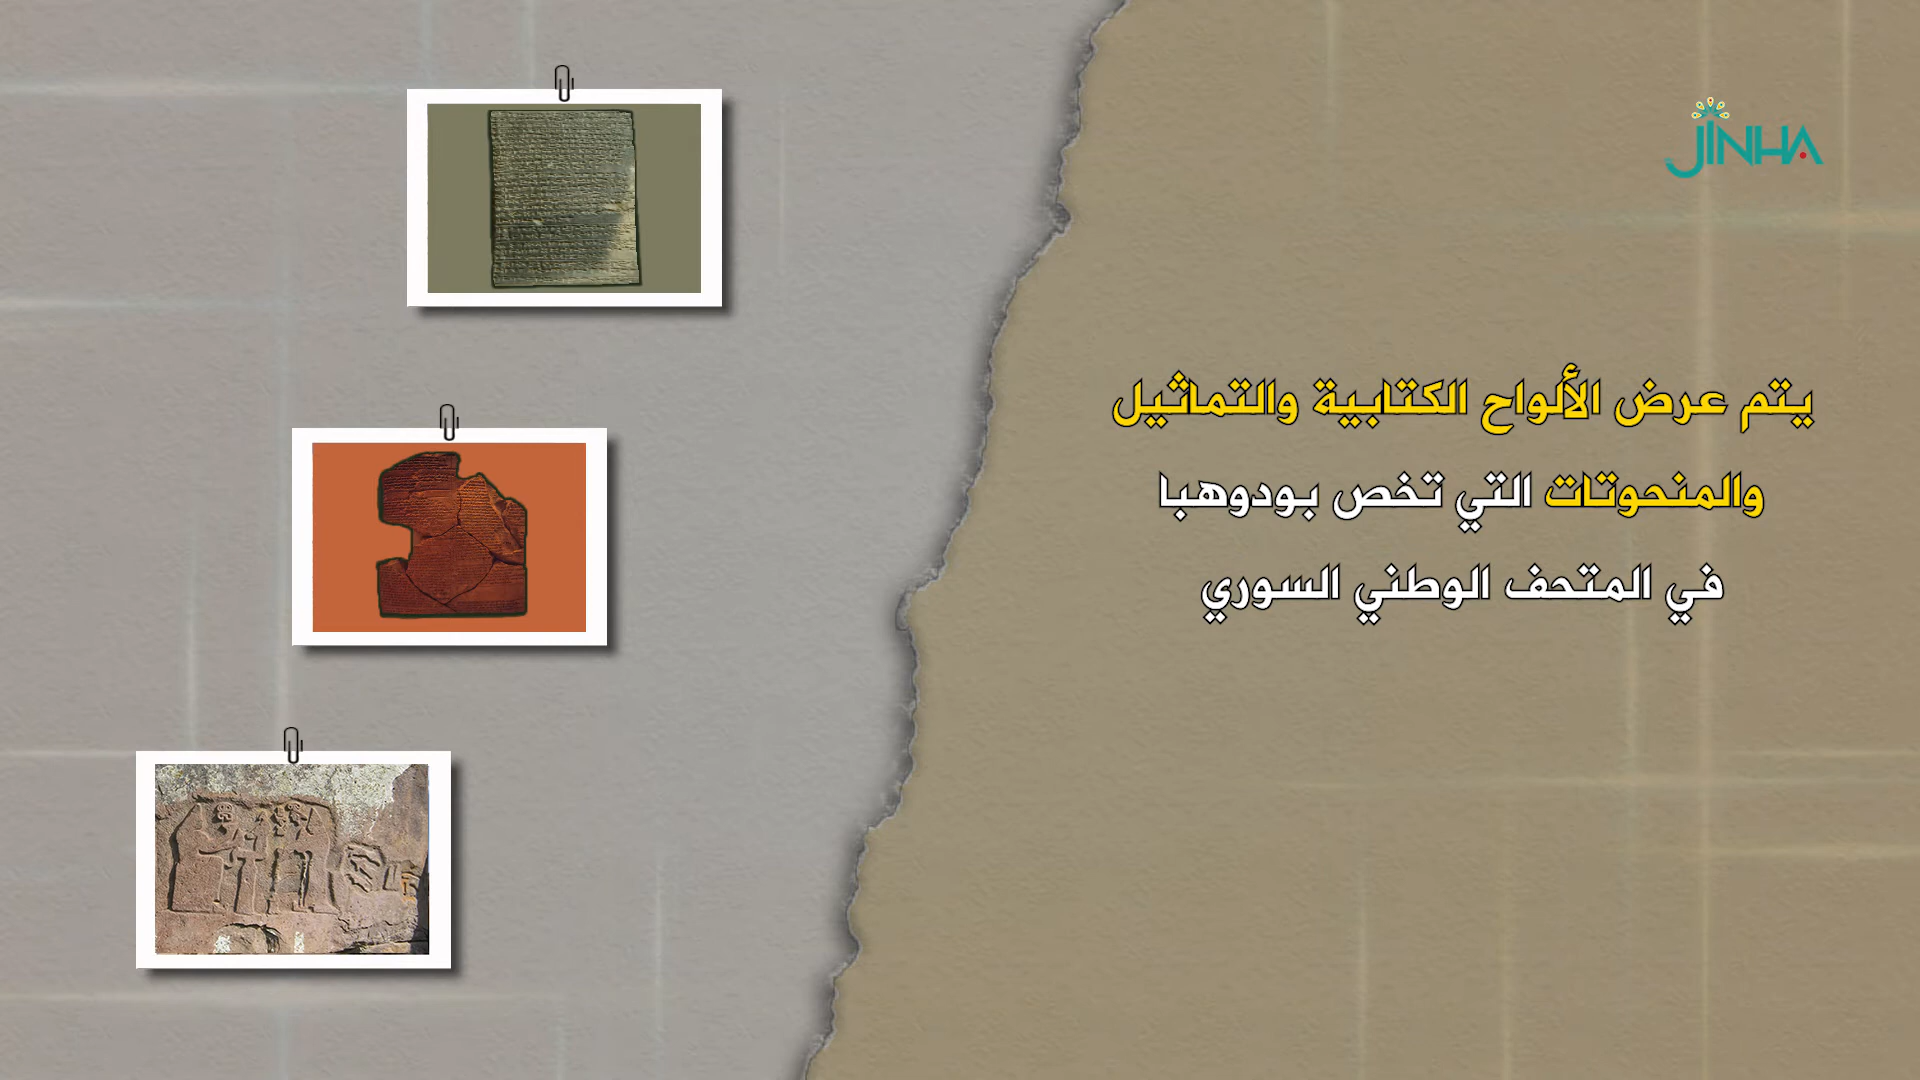 JINHA
يتم عرض الألواح الكتابية والتماثيل
والمنحوتات التي تخص بودوهبا
في المتحف الوطني السوري